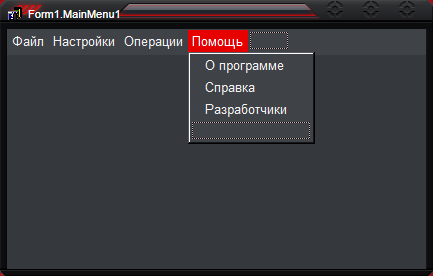 Form1.MainMenu1
Файл Настройки Операции Помощь
О программе
Справка
Разработчики